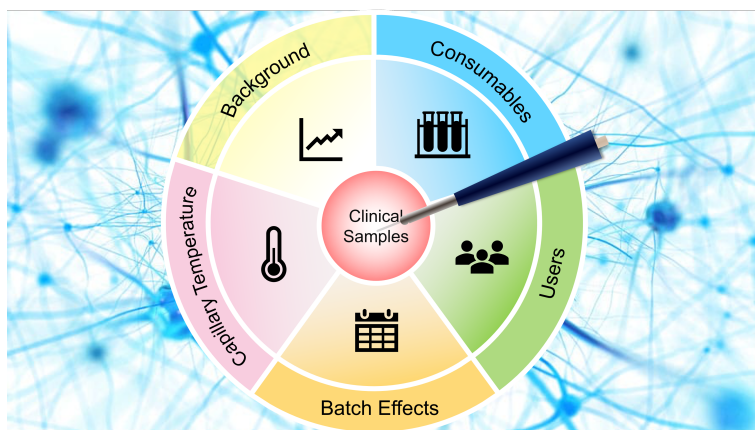 Background
Consumables
Clinical
Samples
Capillary Temperature
Users
Batch Effects